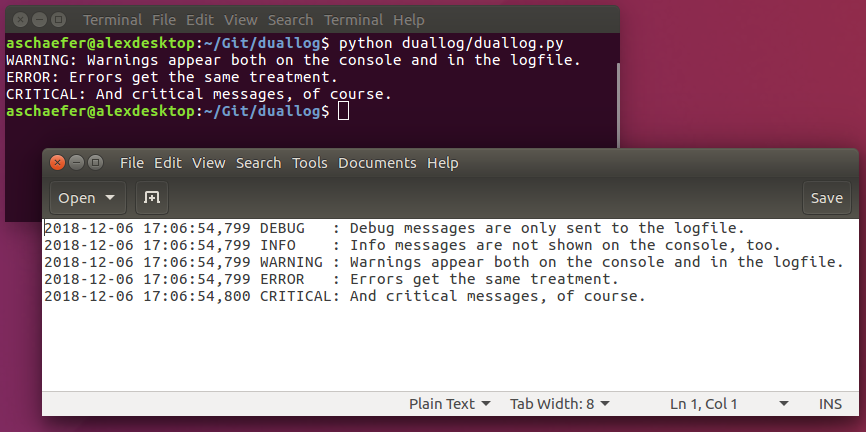 Terminal File Edit View Search Terminal Help
aschaefer@alexdesktop:~/Git/duallog$ python duallog/duallog.py
WARNING: Warnings appear both on the console and in the logfile.
ERROR: Errors get the same treatment.
CRITICAL: And critical messages, of course.
aschaefer@alexdesktop:~/Git/duallog$
File Edit View Search Tools Documents Help
Open Save
2018-12-06 17:06:54,799 DEBUG   : Debug messages are only sent to the logfile.
2018-12-06 17:06:54,799 INFO    : Info messages are not shown on the console, too.
2018-12-06 17:06:54,799 WARNING : Warnings appear both on the console and in the logfile.
2018-12-06 17:06:54,799 ERROR   : Errors get the same treatment.
2018-12-06 17:06:54,800 CRITICAL: And critical messages, of course.
Plain Text Tab Width: 8 Ln 1, Col 1 INS